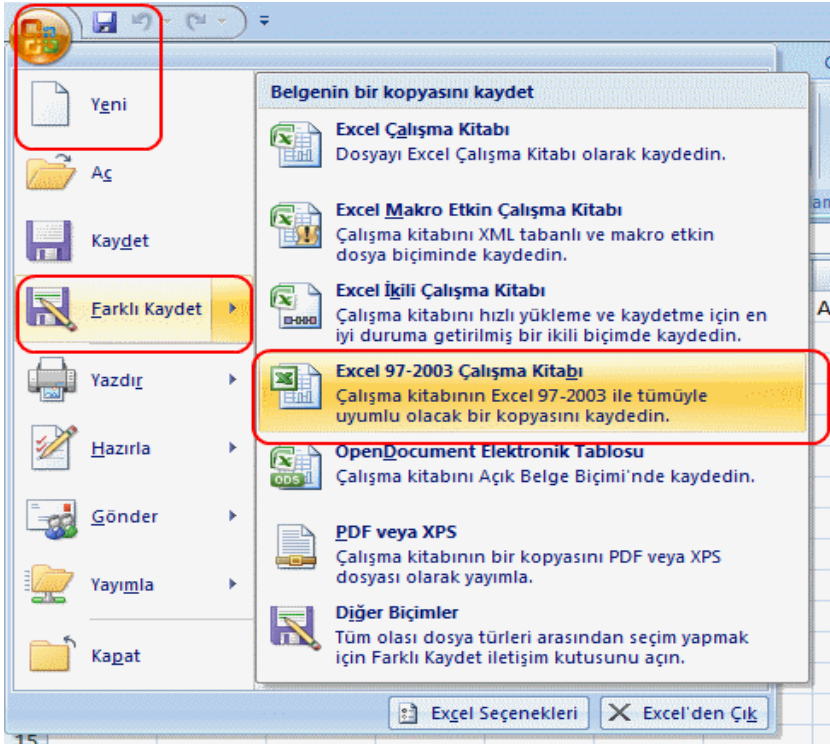 Yeni
Aç
Kaydet
Farklı Kaydet
Yazdır
Hazırla
Gönder
Yayımla
Kapat
Belgenin bir kopyasını kaydet
Excel Çalışma Kitabı
Dosyayı Excel Çalışma Kitabı olarak kaydedin.
Excel Makro Etkin Çalışma Kitabı
Çalışma kitabını XML tabanlı ve makro etkin
dosya biçiminde kaydedin.
Excel İkili Çalışma Kitabı
Çalışma kitabını hızlı yükleme ve kaydetme için en
iyi duruma getirilmiş bir ikili biçimde kaydedin.
Excel 97-2003 Çalışma Kitabı
Çalışma kitabının Excel 97-2003 ile tümüyle
uyumlu olacak bir kopyasını kaydedin.
OpenDocument Elektronik Tablosu
Çalışma kitabını Açık Belge Biçimi'nde kaydedin.
ODS
PDF veya XPS
Çalışma kitabının bir kopyasını PDF veya XPS
dosyası olarak yayımla.
Diğer Biçimler
Tüm olası dosya türleri arasından seçim yapmak
için Farklı Kaydet iletişim kutusunu açın.
Excel Seçenekleri
Excel'den Çık
15